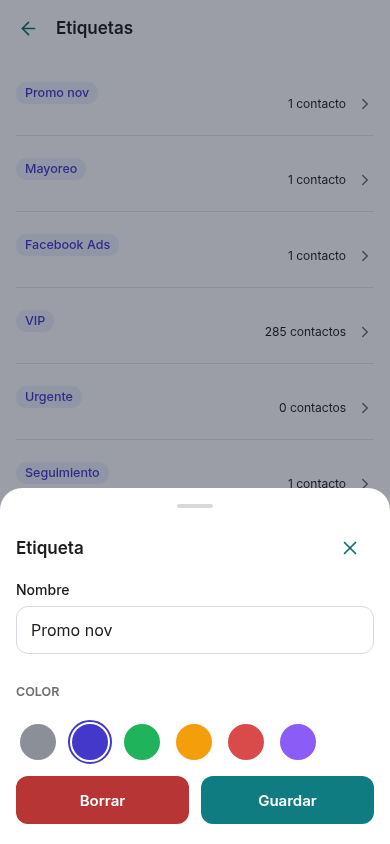 Etiquetas
Promo nov
1 contacto
Mayoreo
1 contacto
Facebook Ads
1 contacto
VIP
285 contactos
Urgente
0 contactos
Seguimiento
1 contacto
Etiqueta
Nombre
Promo nov
COLOR
Borrar
Guardar